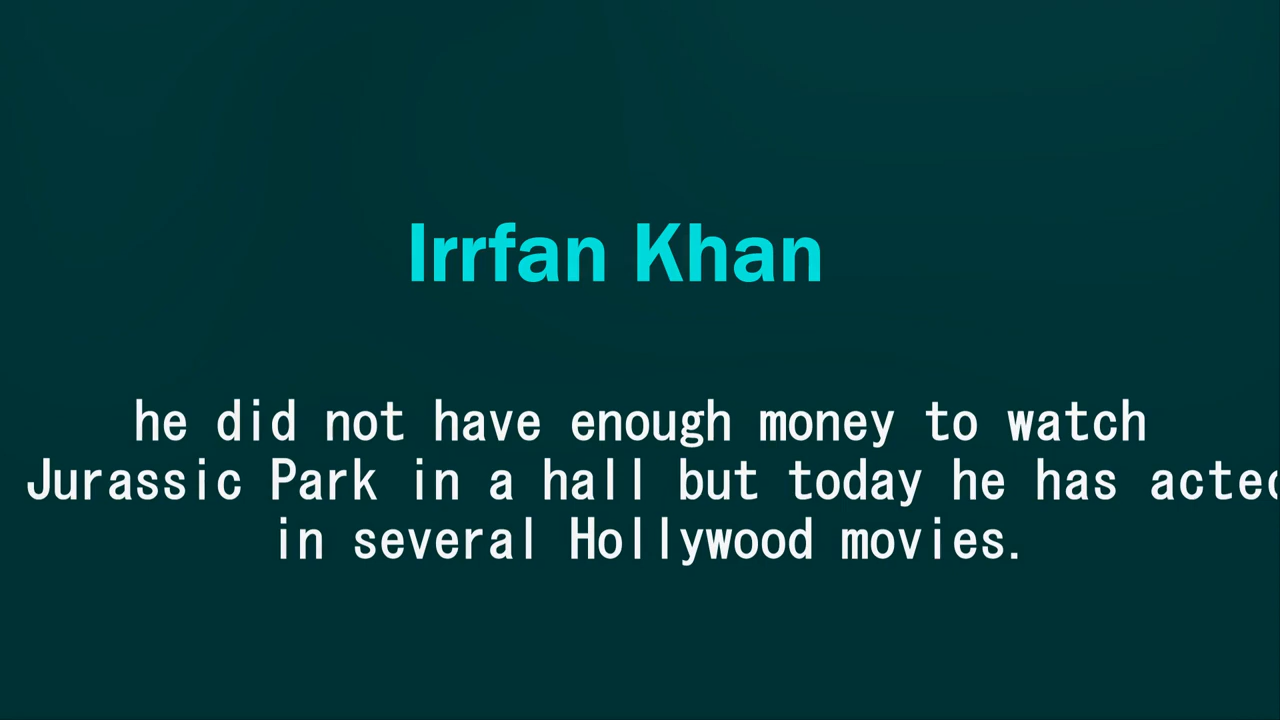 Irrfan Khan
he did not have enough money to watch
Jurassic Park in a hall but today he has acted
in several Hollywood movies.